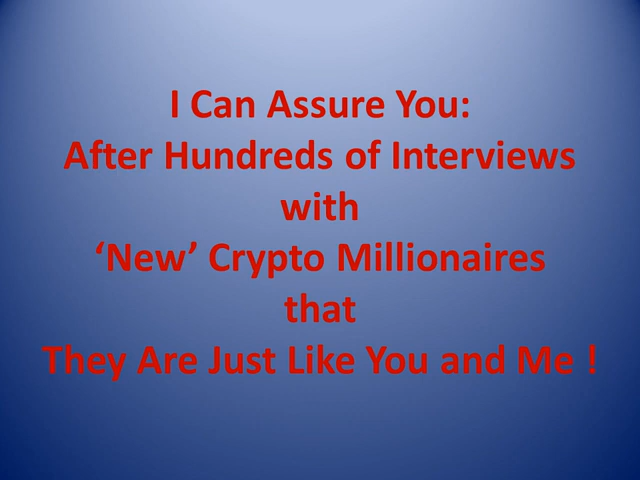 I Can Assure You:
After Hundreds of Interviews
with
‘New’ Crypto Millionaires
that
They Are Just Like You and Me !